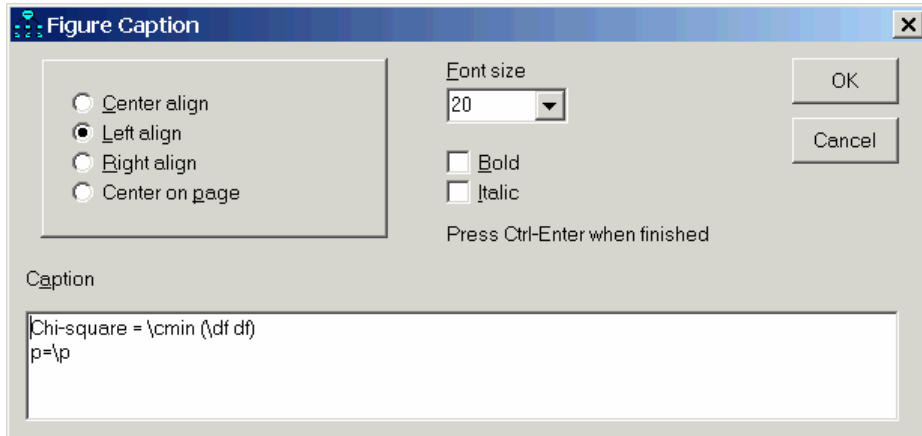 Figure Caption
Center align
Left align
Right align
Center on page
Font size
20
Bold
Italic
Press Ctrl-Enter when finished
OK
Cancel
Caption
Chi-square = \cmin (\df df)
p=\p